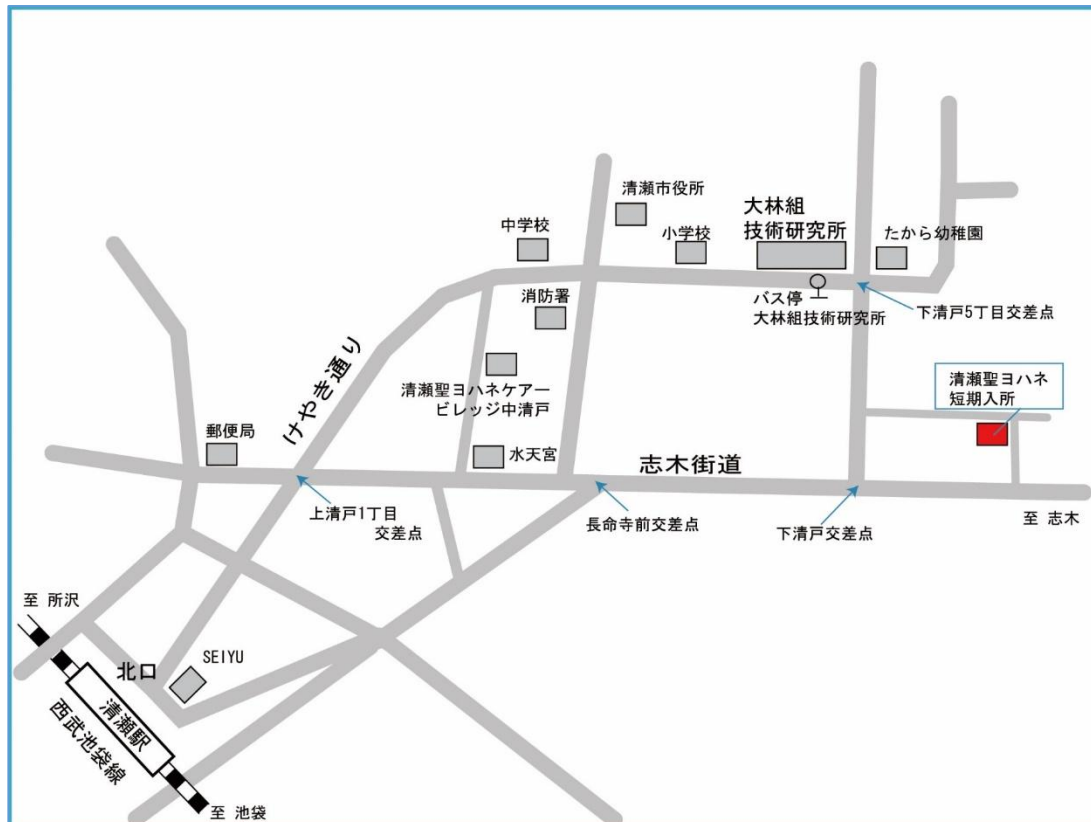 清瀬市役所
中学校
小学校
大林組
技術研究所
たから幼稚園
消防署
バス停
大林組技術研究所
下清戸5丁目交差点
けやき通り
清瀬聖ヨハネケアー
ビレッジ中清戸
清瀬聖ヨハネ
短期入所
郵便局
水天宮
志木街道
上清戸1丁目
交差点
長命寺前交差点
下清戸交差点
至 志木
至 所沢
北口
SEIYU
清瀬駅
西武池袋線
至 池袋